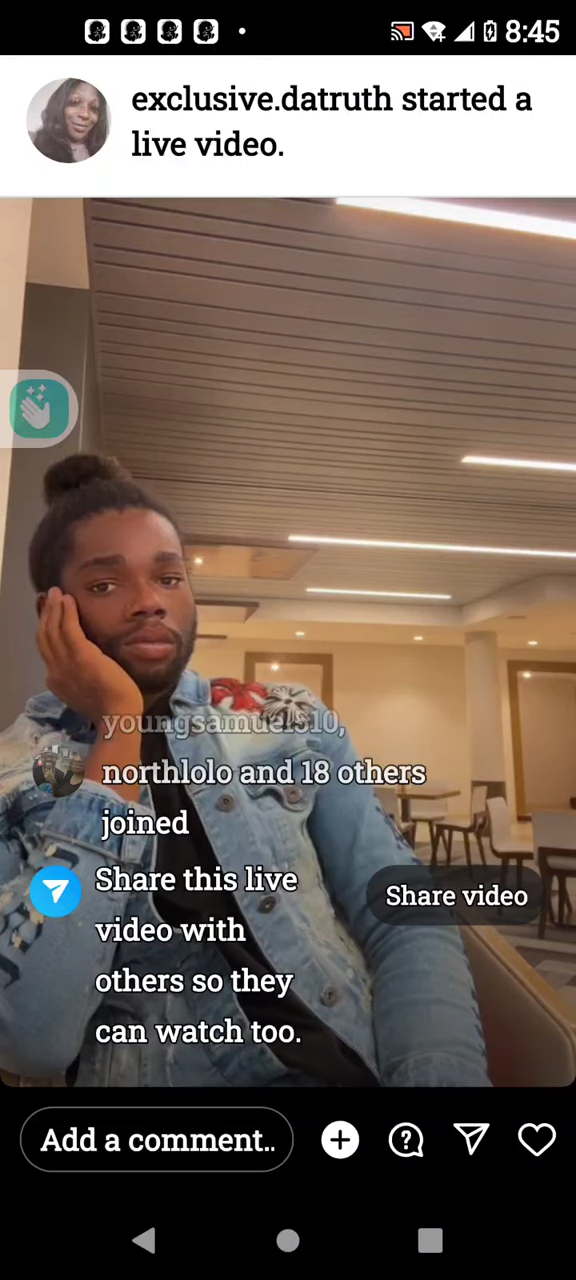 8:45
exclusive.datruth started a
live video.
youngsamuels10,
northlolo and 18 others
joined
Share this live
video with
others so they
can watch too.
Share video
Add a comment..